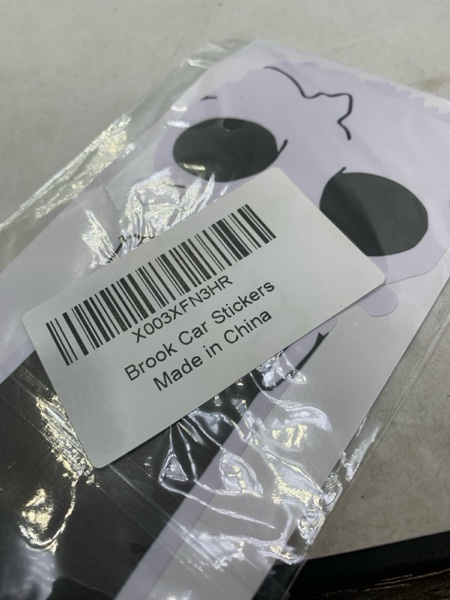 X003XFN3HR
Brook Car Stickers
Made in China